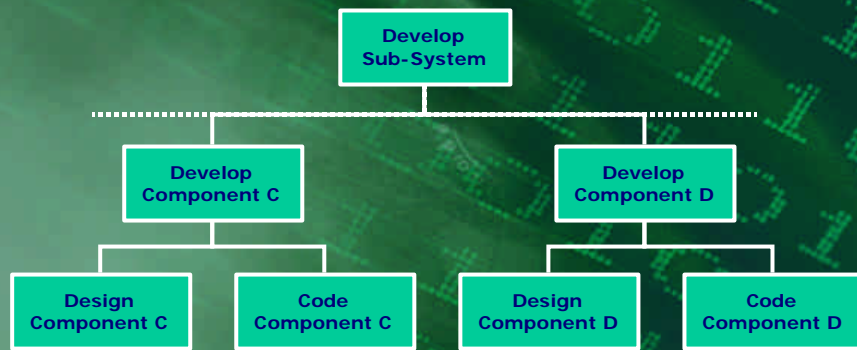 Develop
Sub-System
Develop
Component C
Develop
Component D
Design
Component C
Code
Component C
Design
Component D
Code
Component D